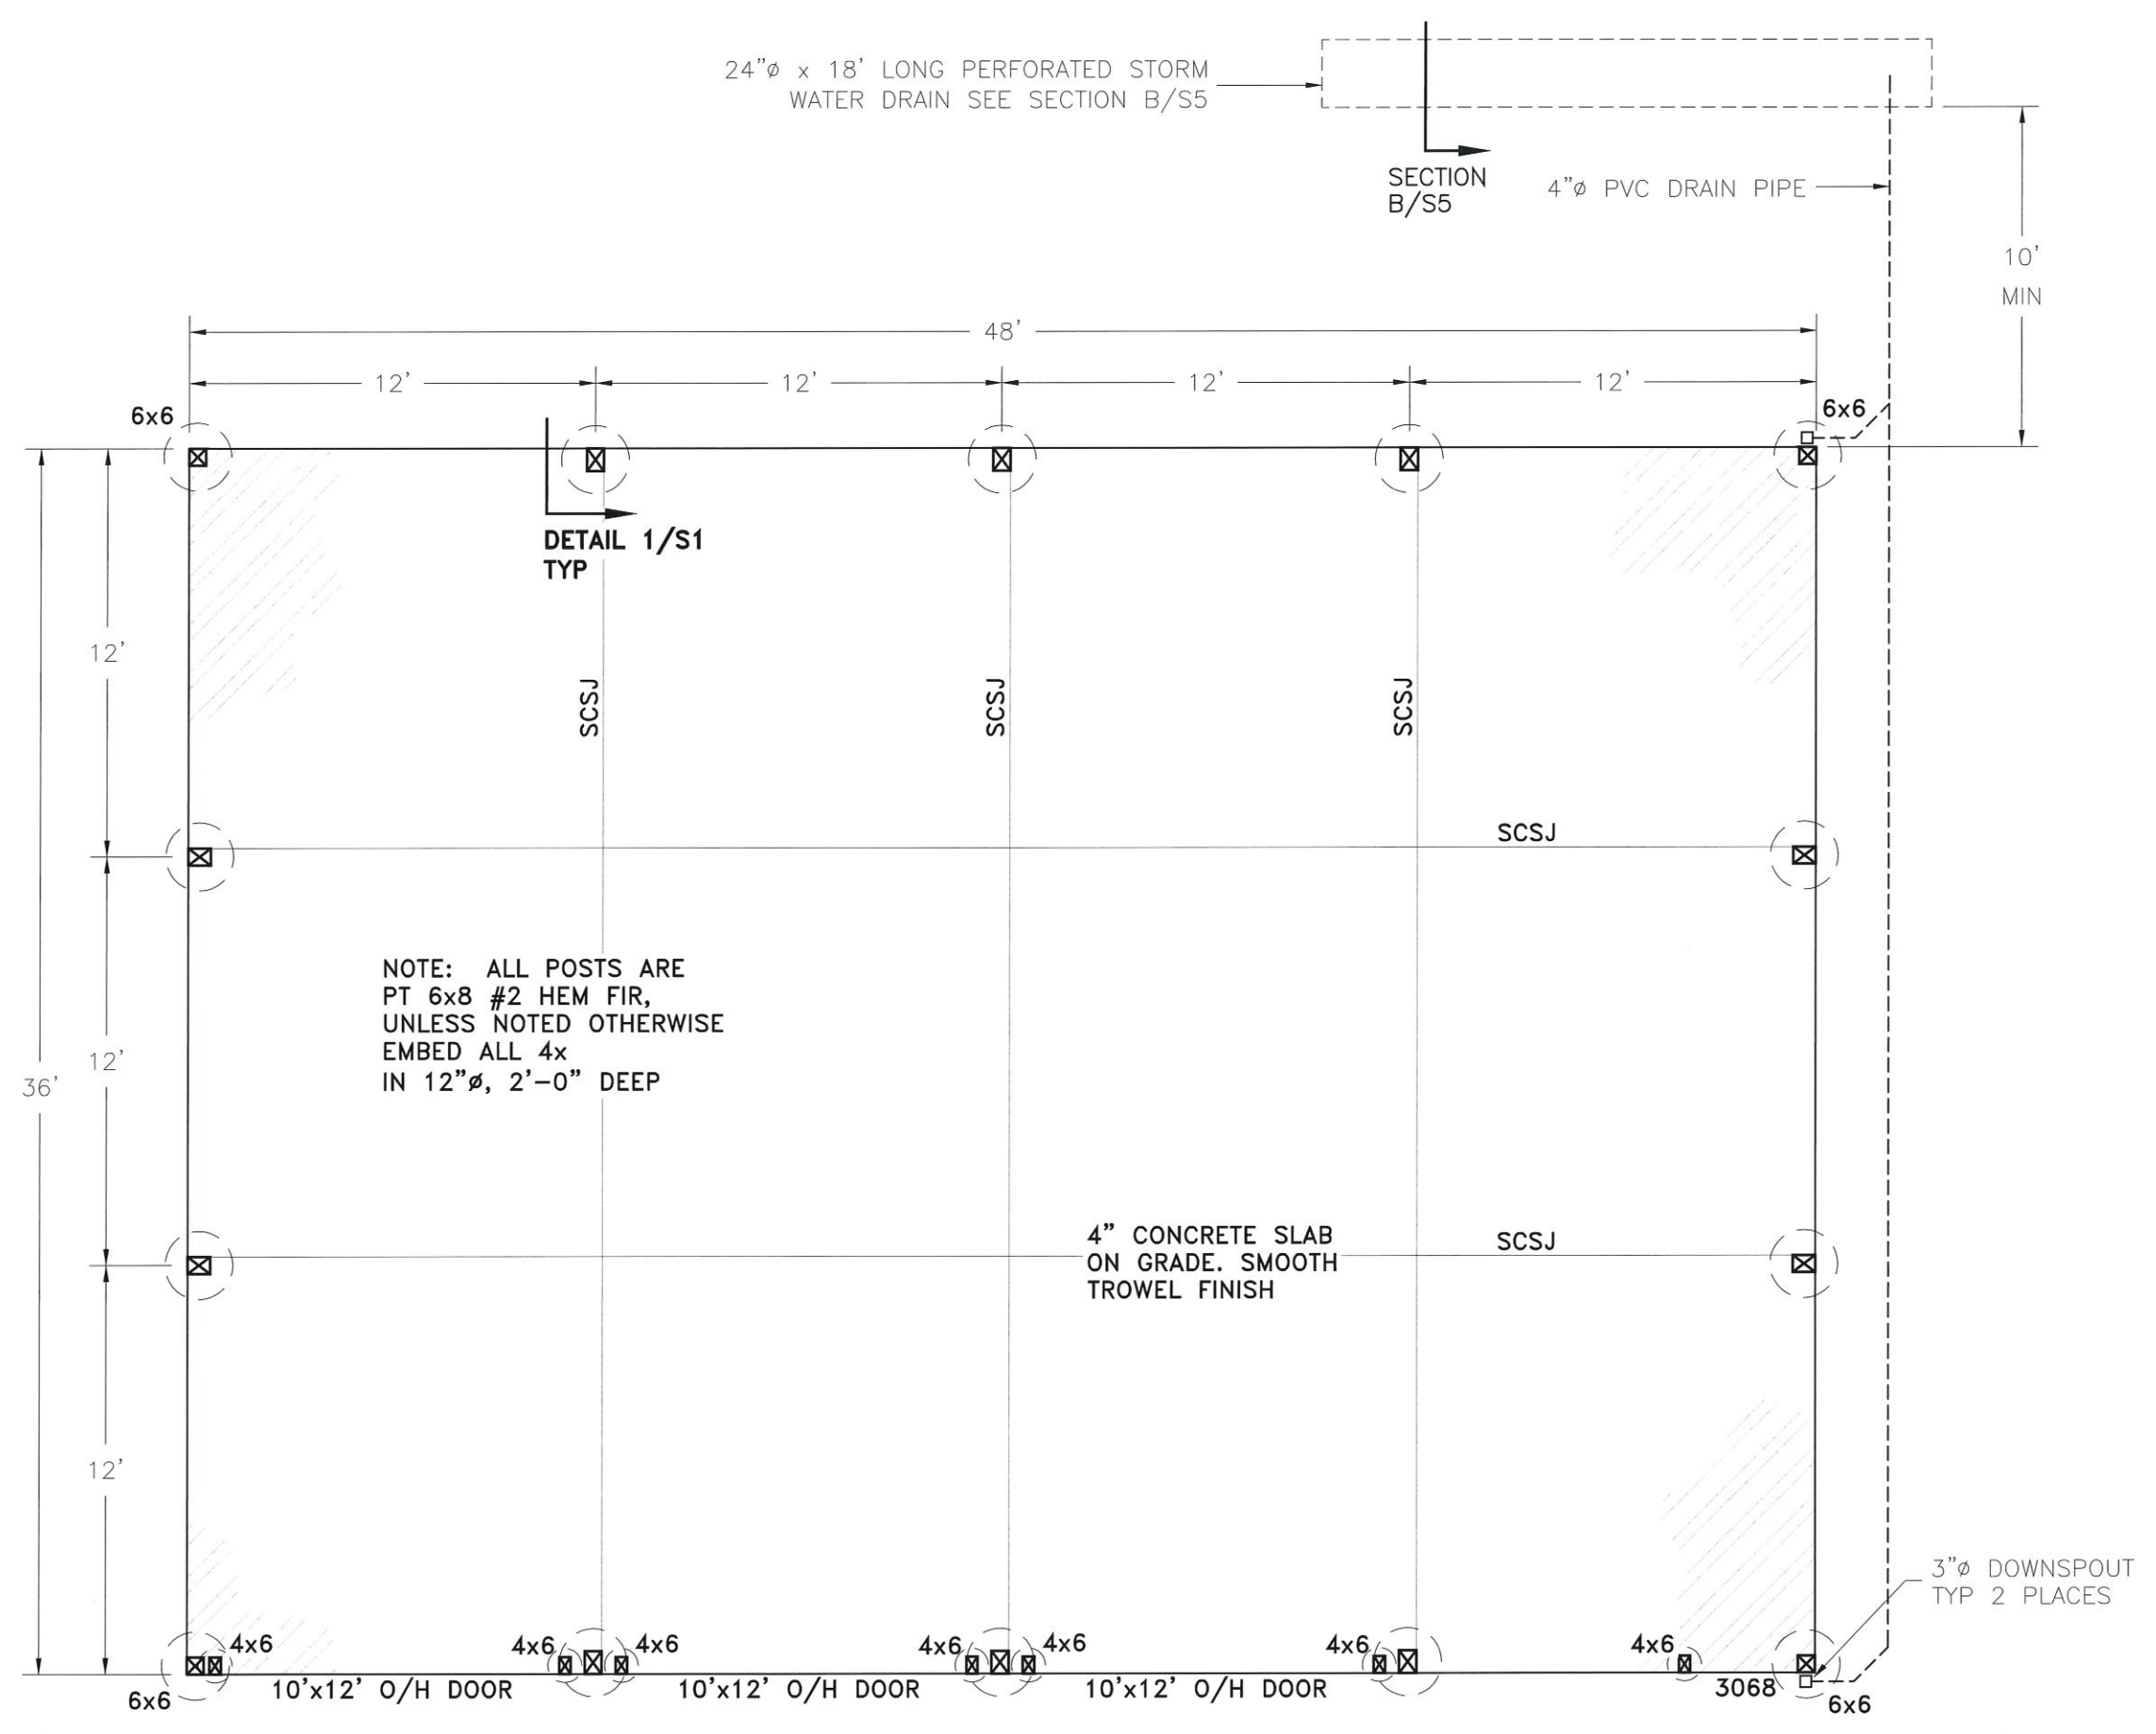 24"ø x 18' LONG PERFORATED STORM
WATER DRAIN SEE SECTION B/S5
SECTION
B/S5
4"ø PVC DRAIN PIPE
10'
MIN
48'
12'
12'
12'
12'
6x6
6x6
DETAIL 1/S1
TYP
12'
SCSJ
SCSJ
SCSJ
SCSJ
NOTE: ALL POSTS ARE
PT 6x8 #2 HEM FIR,
UNLESS NOTED OTHERWISE
EMBED ALL 4x
IN 12"ø, 2'-0" DEEP
12'
36'
4" CONCRETE SLAB
ON GRADE. SMOOTH
TROWEL FINISH
SCSJ
12'
3"ø DOWNSPOUT
TYP 2 PLACES
4x6
4x6
4x6
4x6
4x6
4x6
4x6
6x6
10'x12' O/H DOOR
10'x12' O/H DOOR
10'x12' O/H DOOR
3068
6x6